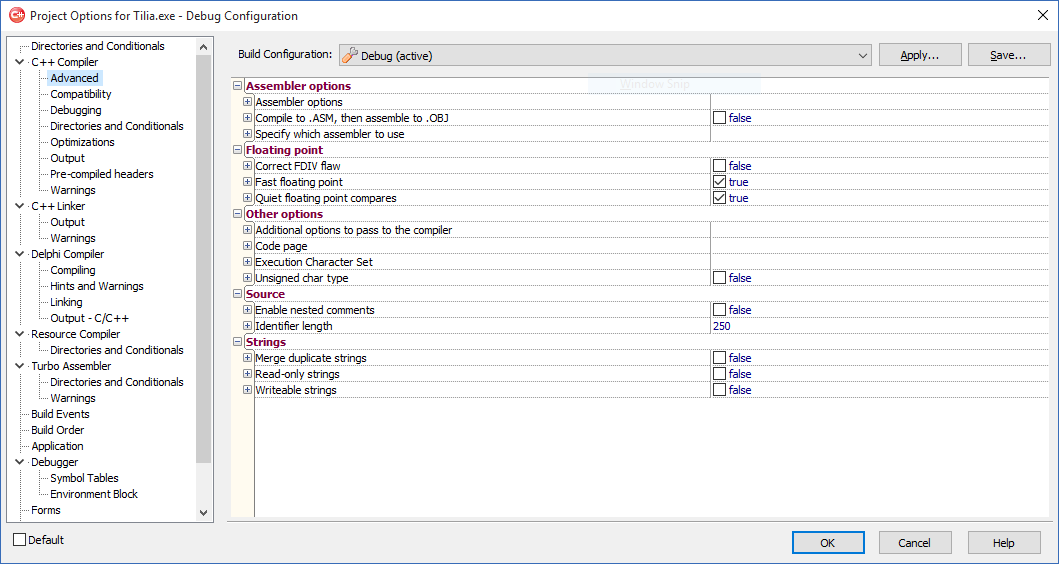 C++ Project Options for Tilia.exe - Debug Configuration
Directories and Conditionals
C++ Compiler
Advanced
Compatibility
Debugging
Directories and Conditionals
Optimizations
Output
Pre-compiled headers
Warnings
C++ Linker
Output
Warnings
Delphi Compiler
Compiling
Hints and Warnings
Linking
Output - C/C++
Resource Compiler
Directories and Conditionals
Turbo Assembler
Directories and Conditionals
Warnings
Build Events
Build Order
Application
Debugger
Symbol Tables
Environment Block
Forms
Default
Build Configuration: Debug (active) Apply... Save...
Window Snip
Assembler options
Assembler options
Compile to .ASM, then assemble to .OBJ false
Specify which assembler to use
Floating point
Correct FDIV flaw false
Fast floating point true
Quiet floating point compares true
Other options
Additional options to pass to the compiler
Code page
Execution Character Set
Unsigned char type false
Source
Enable nested comments false
Identifier length 250
Strings
Merge duplicate strings false
Read-only strings false
Writeable strings false
OK Cancel Help